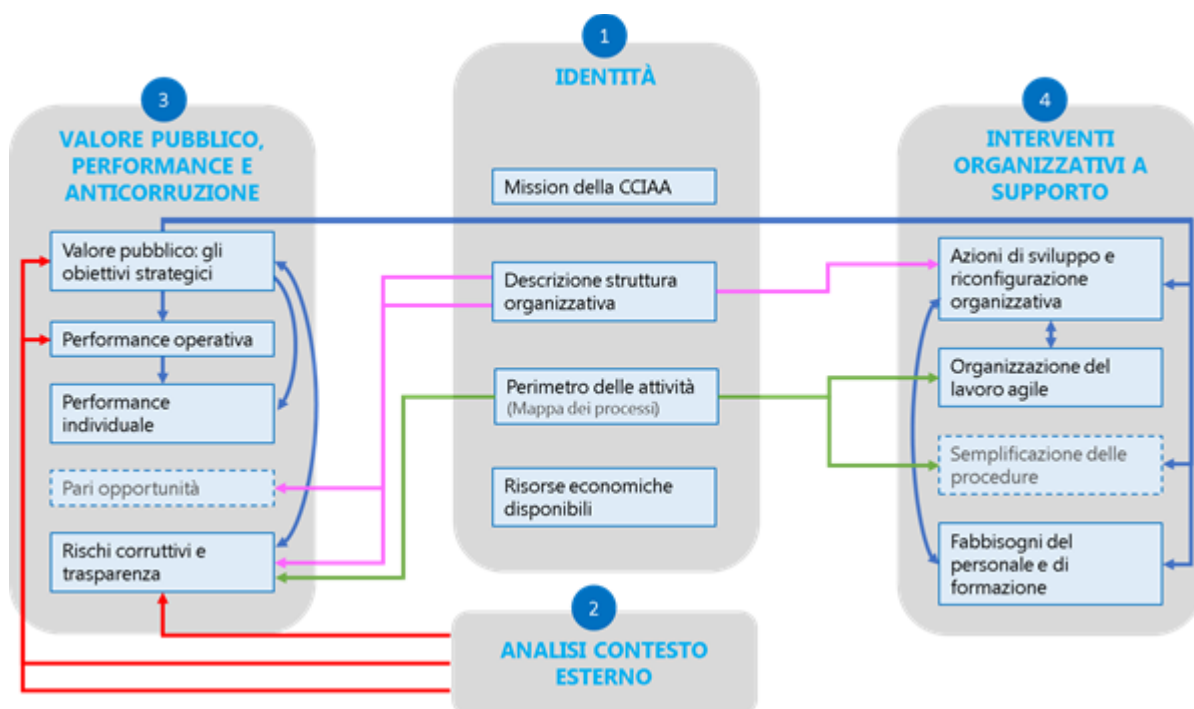 1
IDENTITÀ
Mission della CCIAA
Descrizione struttura
organizzativa
Perimetro delle attività
(Mappa dei processi)
Risorse economiche
disponibili
2
ANALISI CONTESTO
ESTERNO
3
VALORE PUBBLICO,
PERFORMANCE E
ANTICORRUZIONE
Valore pubblico: gli
obiettivi strategici
Performance operativa
Performance
individuale
Pari opportunità
Rischi corruttivi e
trasparenza
4
INTERVENTI
ORGANIZZATIVI A
SUPPORTO
Azioni di sviluppo e
riconfigurazione
organizzativa
Organizzazione del
lavoro agile
Semplificazione delle
procedure
Fabbisogni del
personale e di
formazione